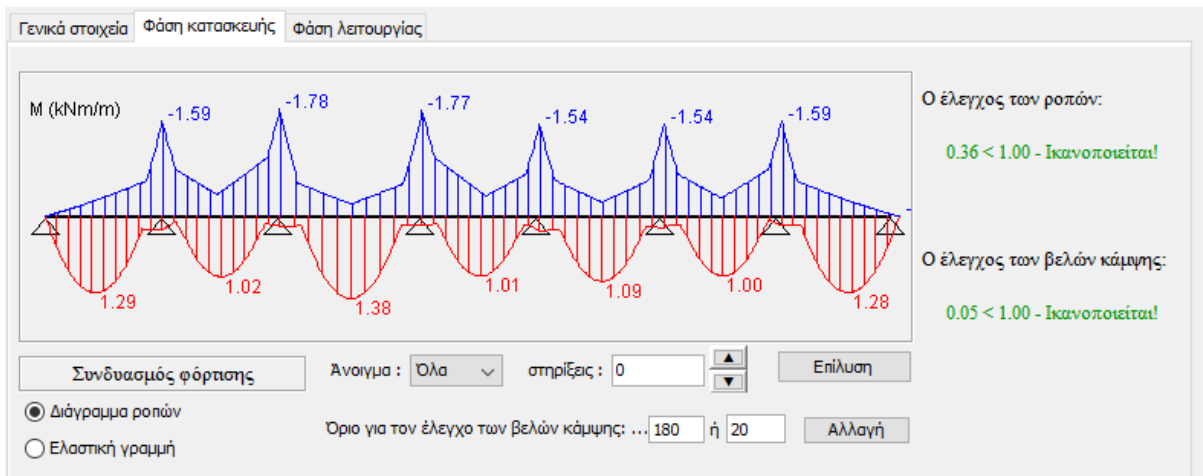 Γενικά στοιχεία Φάση κατασκευής Φάση λειτουργίας
M (kNm/m)
-1.59 -1.78 -1.77 -1.54 -1.54 -1.59
1.29 1.02 1.38 1.01 1.09 1.00 1.28
Ο έλεγχος των ροπών:
0.36 < 1.00 - Ικανοποιείται!
Ο έλεγχος των βελών κάμψης:
0.05 < 1.00 - Ικανοποιείται!
Συνδυασμός φόρτισης Άνοιγμα : Όλα στηρίξεις : 0 Επίλυση
Διάγραμμα ροπών
Όριο για τον έλεγχο των βελών κάμψης: ... 180 ή 20 Αλλαγή
Ελαστική γραμμή